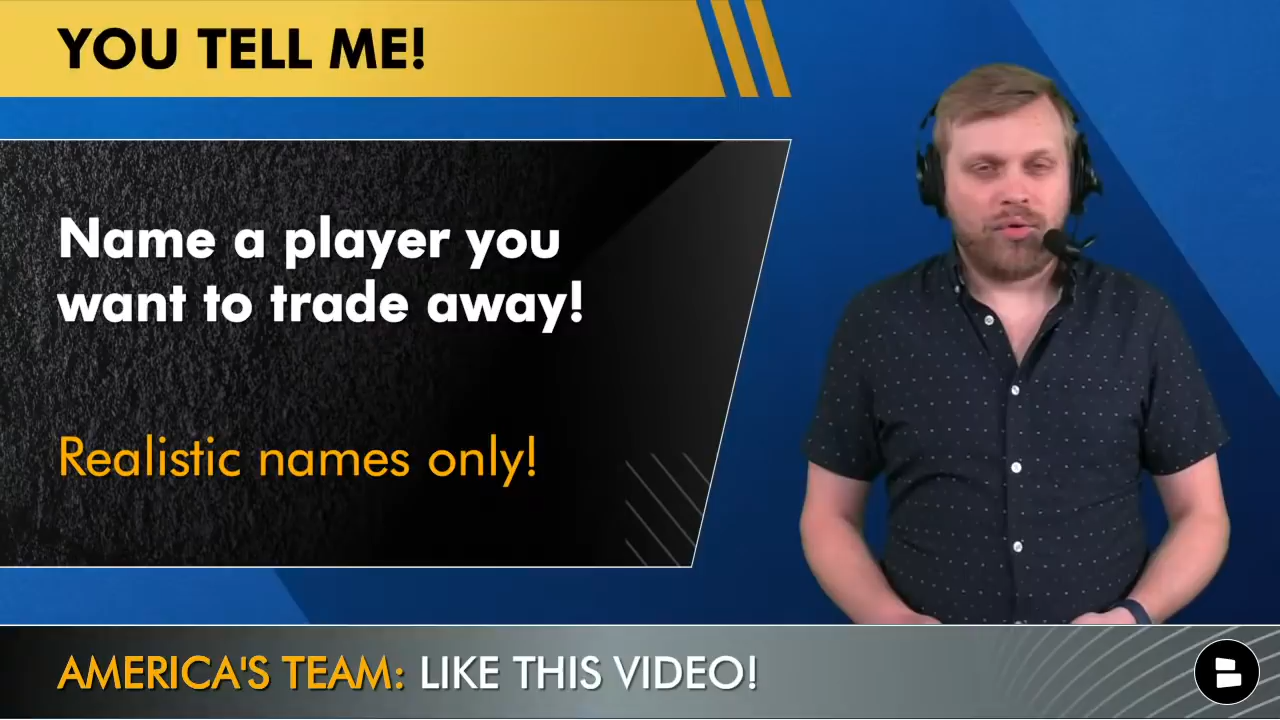 YOU TELL ME!
Name a player you
want to trade away!
Realistic names only!
AMERICA'S TEAM: LIKE THIS VIDEO!